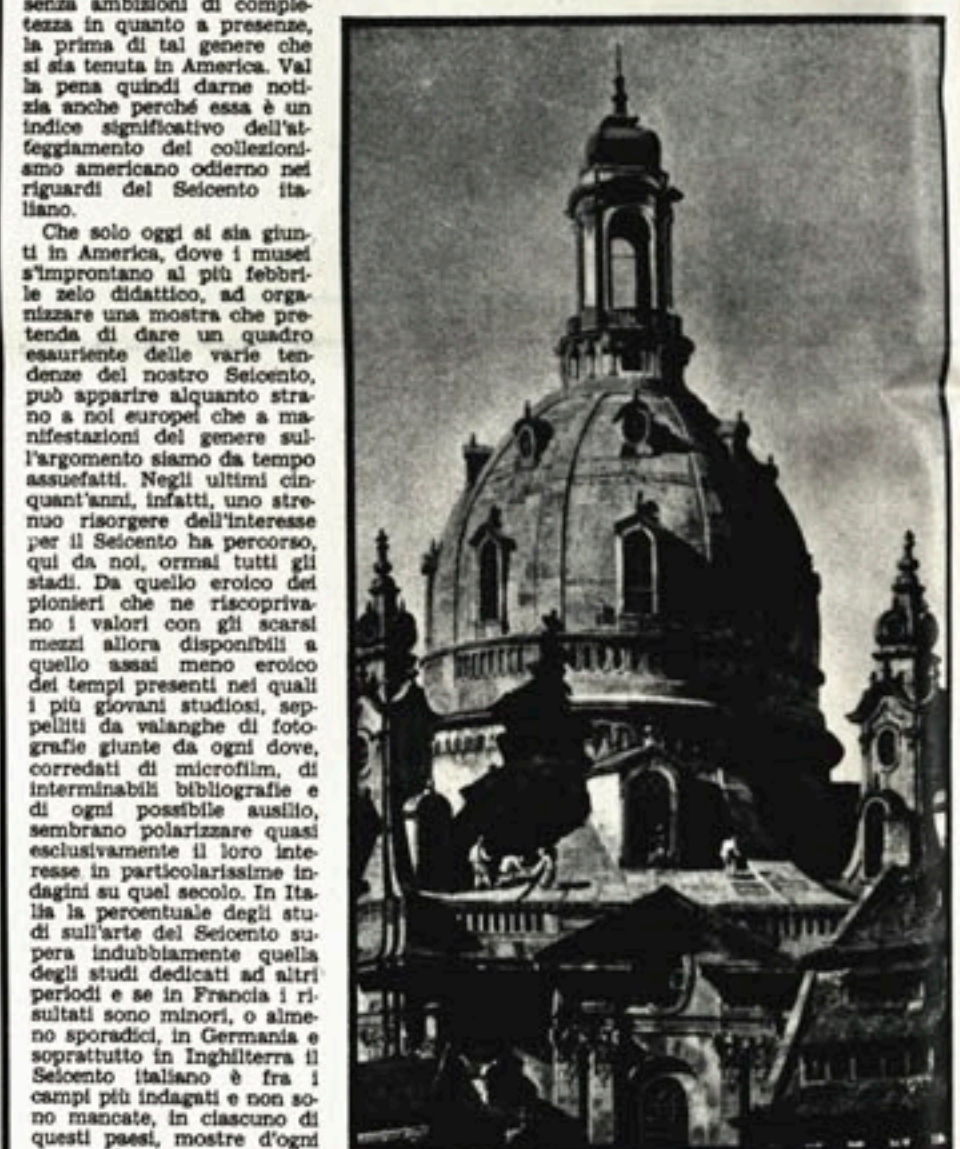 senza ambizioni di comple-
tezza in quanto a presenze,
la prima di tal genere che
si sia tenuta in America. Val
la pena quindi darne noti-
zia anche perché essa è un
indice significativo dell'at-
teggiamento del collezioni-
smo americano odierno nei
riguardi del Seicento ita-
liano.
Che solo oggi si sia giun-
ti in America, dove i musei
s'improntano al più febbri-
le zelo didattico, ad orga-
nizzare una mostra che pre-
tenda di dare un quadro
esauriente delle varie ten-
denze del nostro Seicento,
può apparire alquanto stra-
no a noi europei che a ma-
nifestazioni del genere sul-
l'argomento siamo da tempo
assuefatti. Negli ultimi cin-
quant'anni, infatti, uno stre-
nuo risorgere dell'interesse
per il Seicento ha percorso,
qui da noi, ormai tutti gli
stadi. Da quello eroico dei
pionieri che ne riscopriva-
no i valori con gli scarsi
mezzi allora disponibili a
quello assai meno eroico
dei tempi presenti nei quali
i più giovani studiosi, sep-
pelliti da valanghe di foto-
grafie giunte da ogni dove,
corredati di microfilm, di
interminabili bibliografie e
di ogni possibile ausilio,
sembrano polarizzare quasi
esclusivamente il loro inte-
resse in particolarissime in-
dagini su quel secolo. In Ita-
lia la percentuale degli stu-
di sull'arte del Seicento su-
pera indubbiamente quella
degli studi dedicati ad altri
periodi e se in Francia i ri-
sultati sono minori, o alme-
no sporadici, in Germania e
soprattutto in Inghilterra il
Seicento italiano è fra i
campi più indagati e non so-
no mancate, in ciascuno di
questi paesi, mostre d'ogni